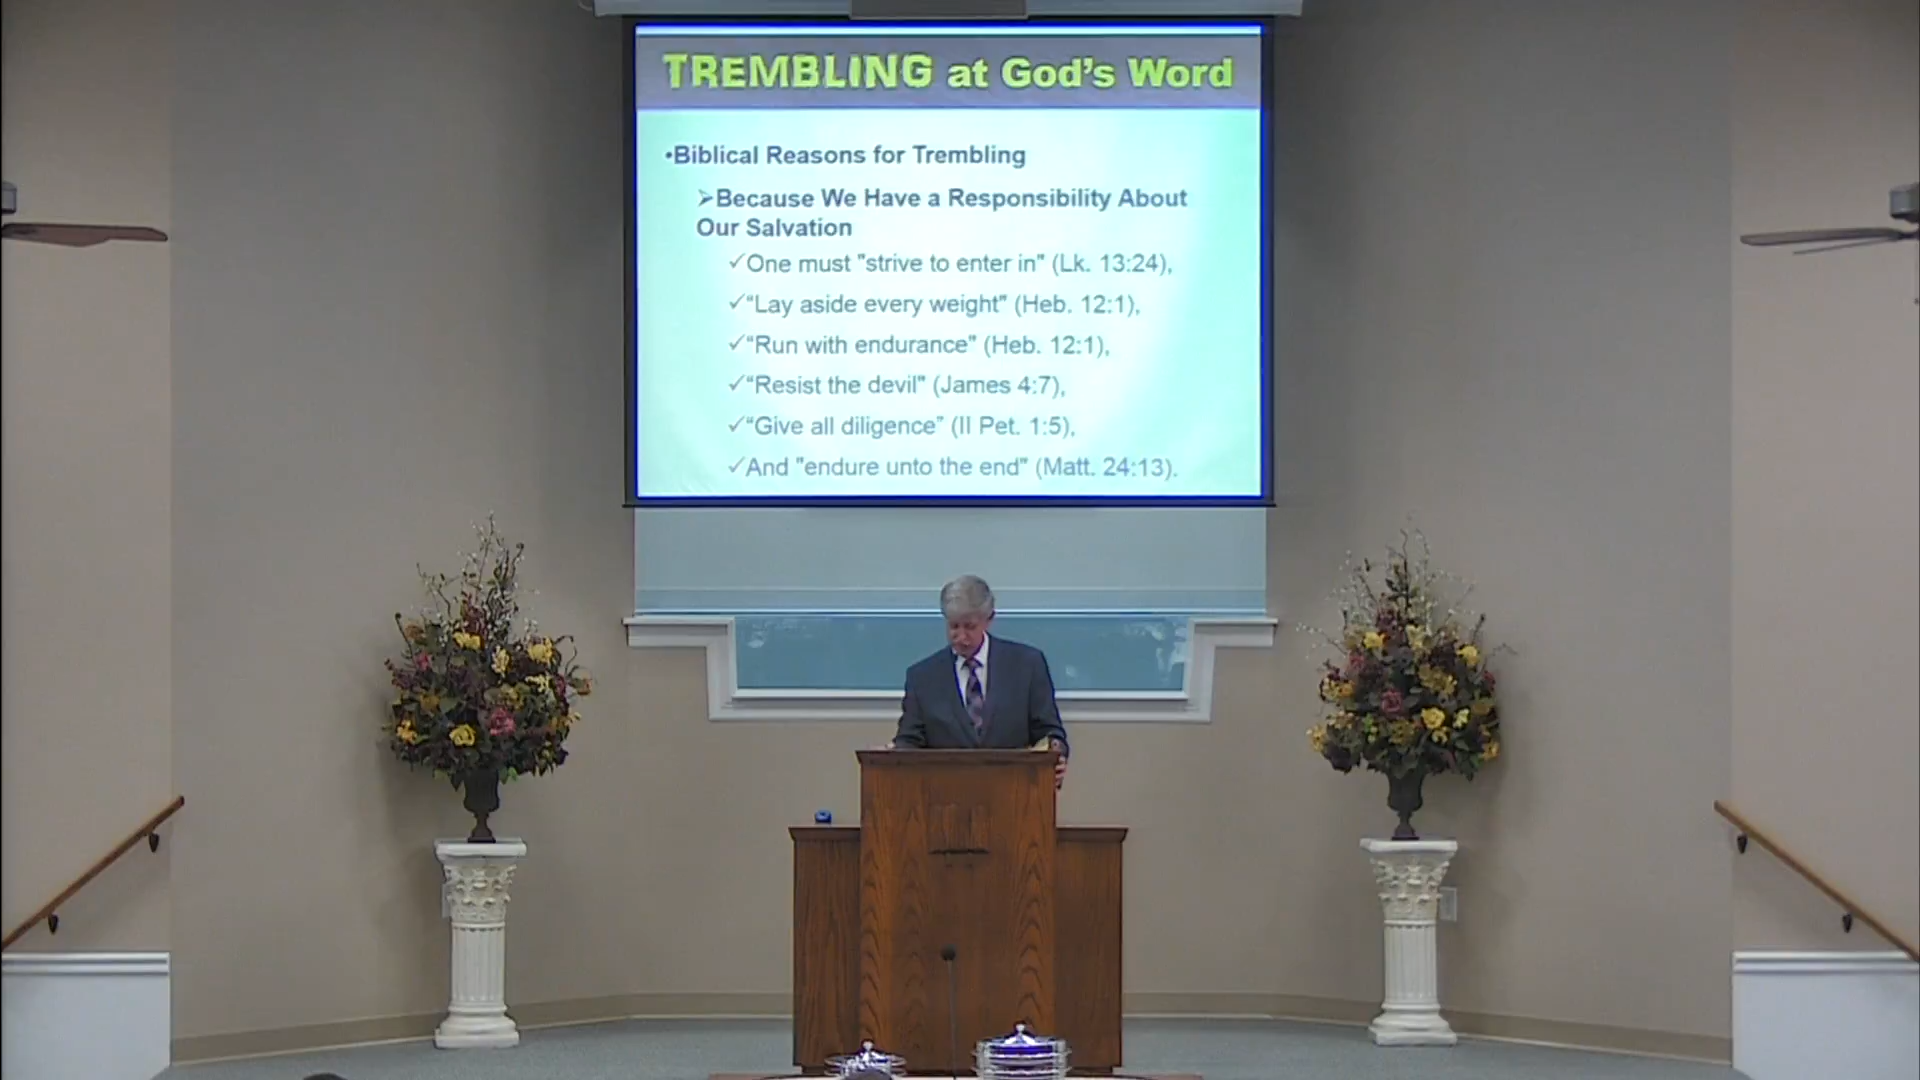 TREMBLING at God's Word
•Biblical Reasons for Trembling
➢Because We Have a Responsibility About
Our Salvation
✓One must "strive to enter in" (Lk. 13:24),
✓“Lay aside every weight” (Heb. 12:1),
✓“Run with endurance” (Heb. 12:1),
✓“Resist the devil” (James 4:7),
✓“Give all diligence” (II Pet. 1:5),
✓And "endure unto the end" (Matt. 24:13).